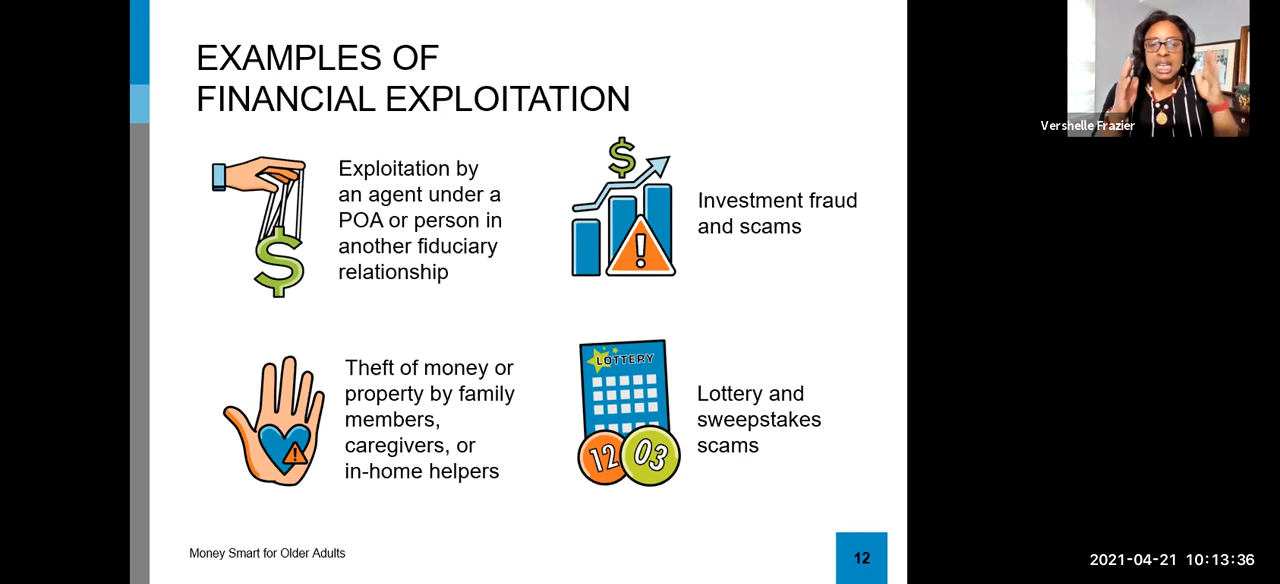 EXAMPLES OF
FINANCIAL EXPLOITATION
Exploitation by
an agent under a
POA or person in
another fiduciary
relationship
Investment fraud
and scams
Theft of money or
property by family
members,
caregivers, or
in-home helpers
LOTTERY
12
03
Lottery and
sweepstakes
scams
Money Smart for Older Adults
12
Vershelle Frazier
2021-04-21 10:13:36